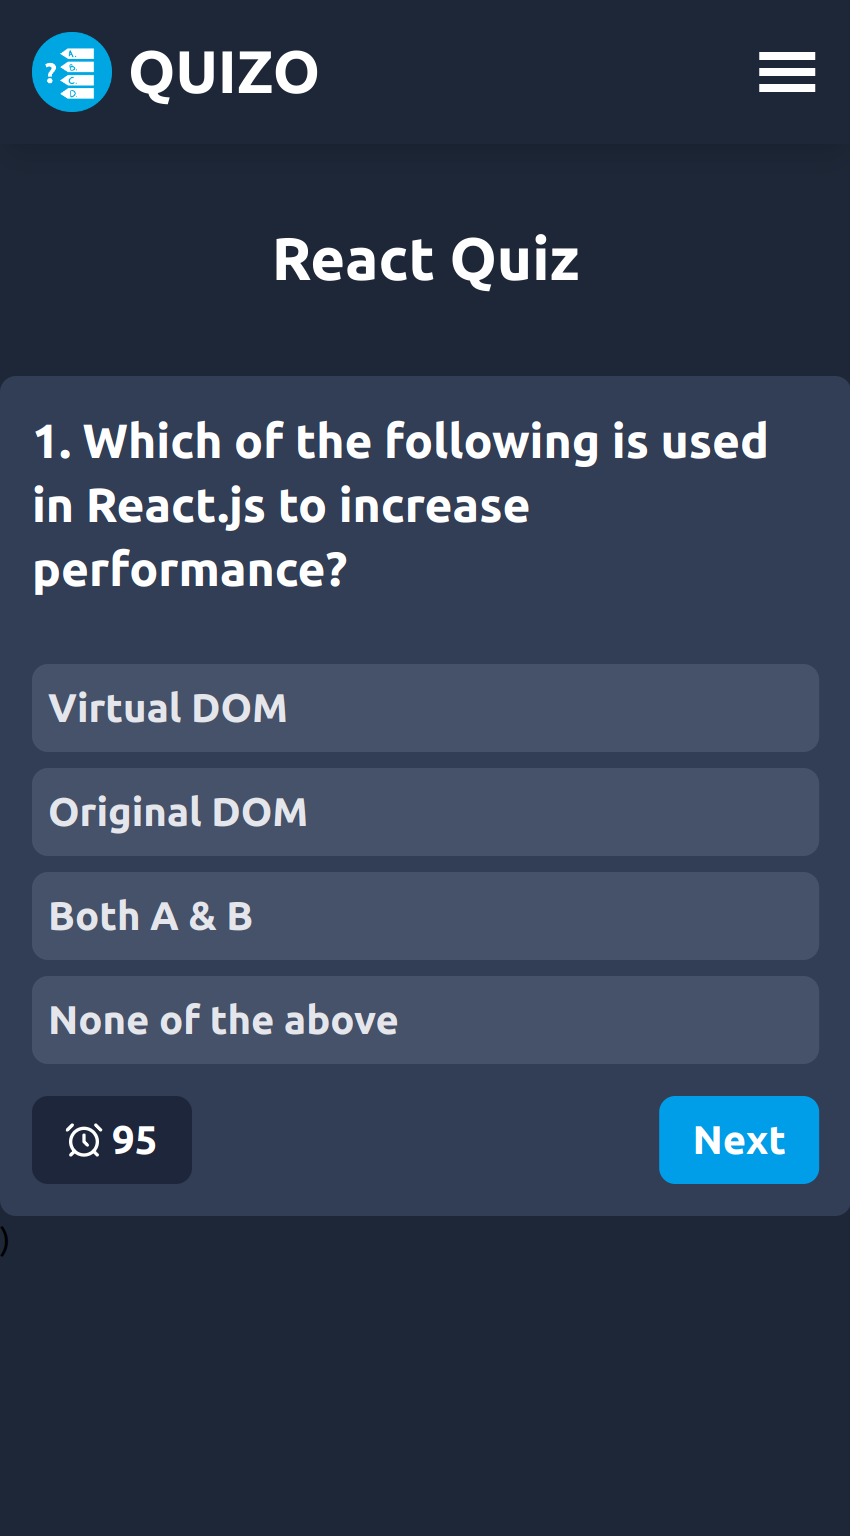 ? A. B. C. D.
QUIZO
React Quiz
1. Which of the following is used
in React.js to increase
performance?
Virtual DOM
Original DOM
Both A & B
None of the above
95
Next
)